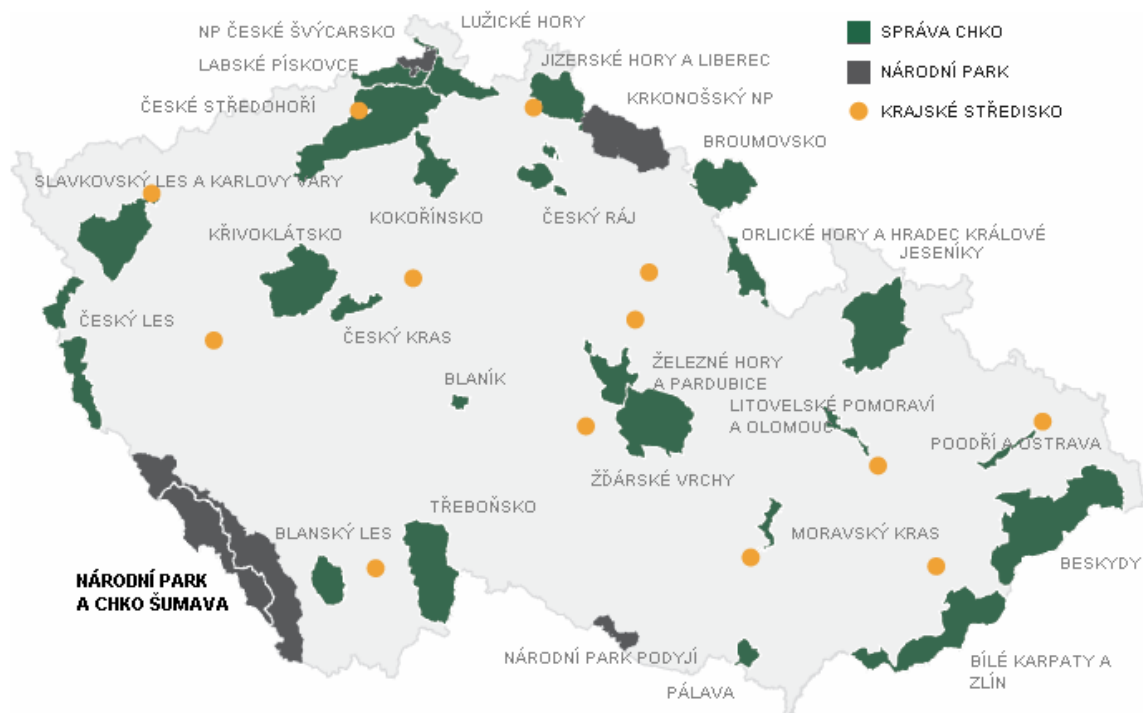 LUŽICKÉ HORY
NP ČESKÉ ŠVÝCARSKO
SPRÁVA CHKO
JIZERSKÉ HORY A LIBEREC
LABSKÉ PÍSKOVCE
NÁRODNÍ PARK
KRKONOŠSKÝ NP
ČESKÉ STŘEDOHOŘÍ
KRAJSKÉ STŘEDISKO
BROUMOVSKO
SLAVKOVSKÝ LES A KARLOVY VARY
KOKOŘÍNSKO
ČESKÝ RÁJ
KŘIVOKLÁTSKO
ORLICKÉ HORY A HRADEC KRÁLOVÉ
JESENÍKY
ČESKÝ LES
ČESKÝ KRAS
ŽELEZNÉ HORY
A PARDUBICE
BLANÍK
LITOVELSKÉ POMORAVÍ
A OLOMOUC
POODŘÍ A OSTRAVA
ŽĎÁRSKÉ VRCHY
TŘEBOŇSKO
BLANSKÝ LES
MORAVSKÝ KRAS
BESKYDY
NÁRODNÍ PARK
A CHKO ŠUMAVA
NÁRODNÍ PARK PODYJÍ
BÍLÉ KARPATY A
ZLÍN
PÁLAVA